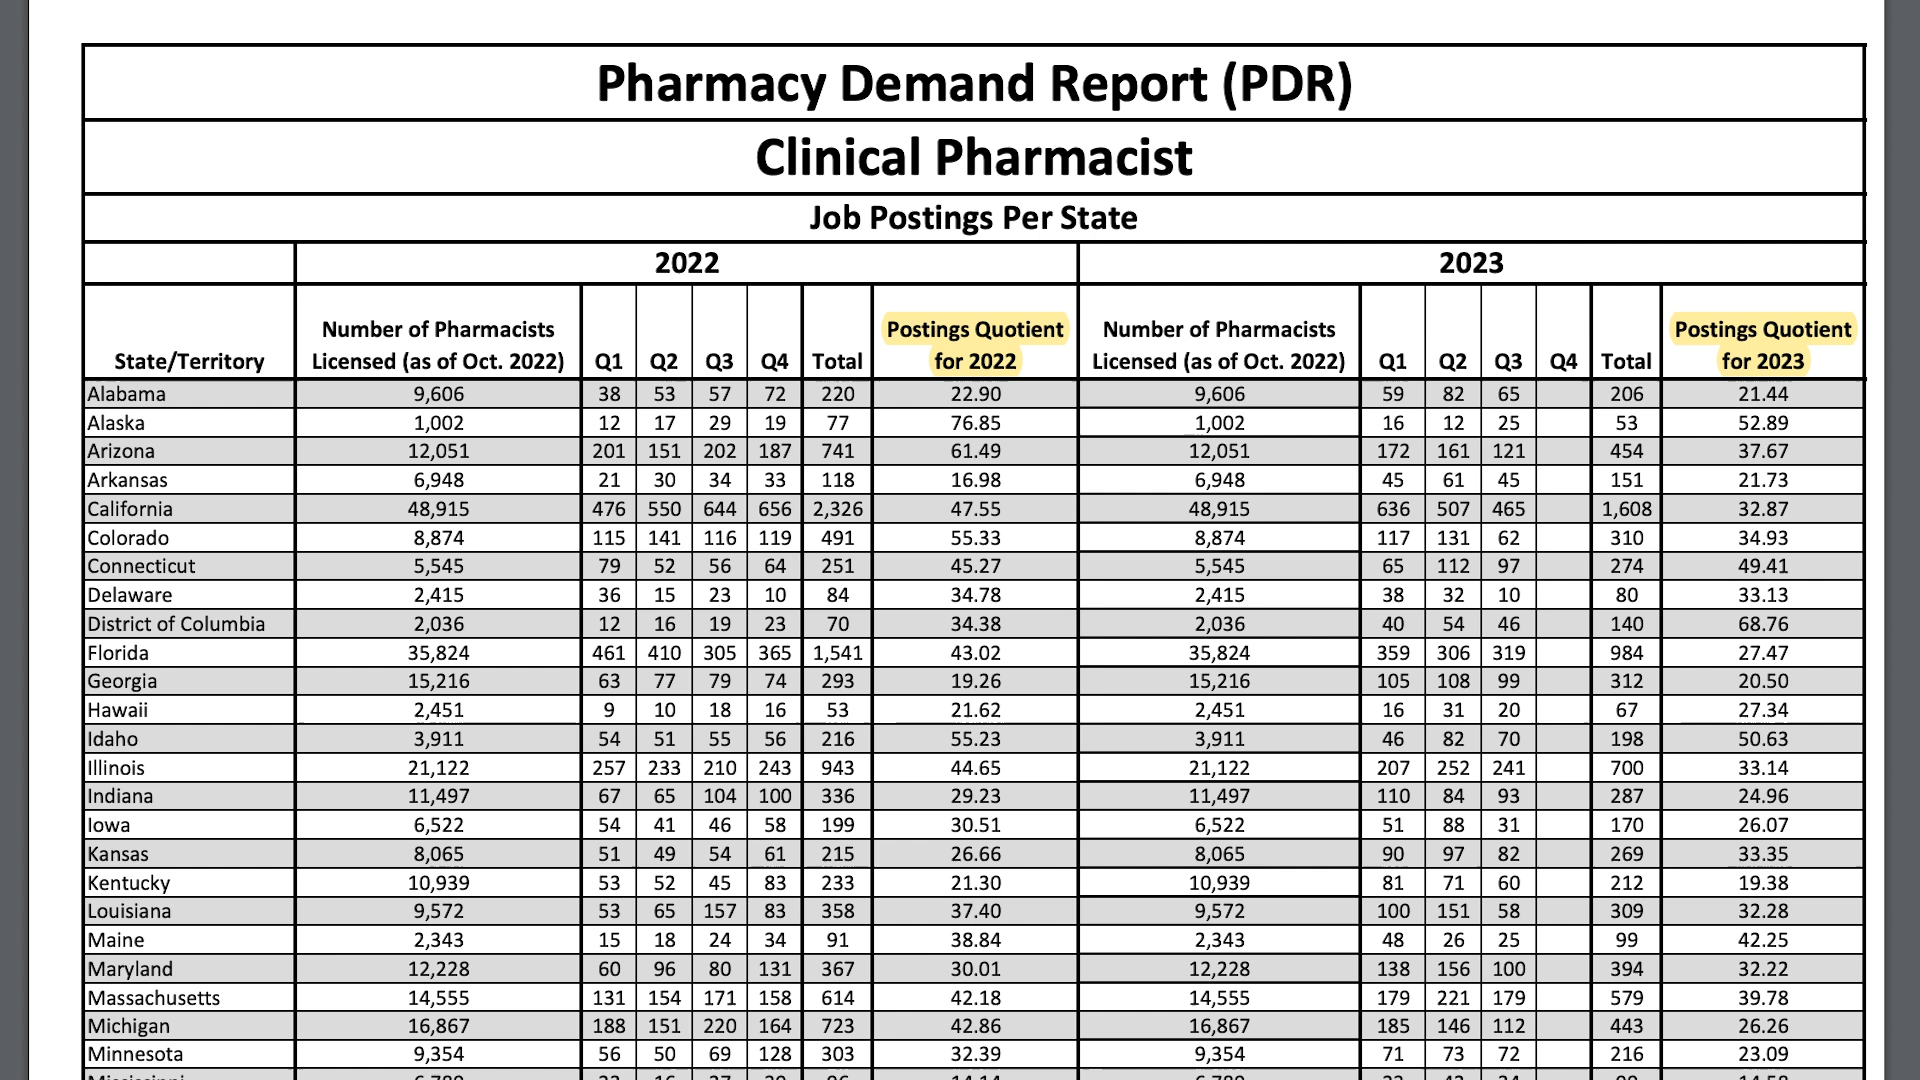 Pharmacy Demand Report (PDR)
Clinical Pharmacist
Job Postings Per State
2022 2023
State/Territory Number of Pharmacists Licensed (as of Oct. 2022) Q1 Q2 Q3 Q4 Total Postings Quotient for 2022 Number of Pharmacists Licensed (as of Oct. 2022) Q1 Q2 Q3 Q4 Total Postings Quotient for 2023
Alabama 9,606 38 53 57 72 220 22.90 9,606 59 82 65 206 21.44
Alaska 1,002 12 17 29 19 77 76.85 1,002 16 12 25 53 52.89
Arizona 12,051 201 151 202 187 741 61.49 12,051 172 161 121 454 37.67
Arkansas 6,948 21 30 34 33 118 16.98 6,948 45 61 45 151 21.73
California 48,915 476 550 644 656 2,326 47.55 48,915 636 507 465 1,608 32.87
Colorado 8,874 115 141 116 119 491 55.33 8,874 117 131 62 310 34.93
Connecticut 5,545 79 52 56 64 251 45.27 5,545 65 112 97 274 49.41
Delaware 2,415 36 15 23 10 84 34.78 2,415 38 32 10 80 33.13
District of Columbia 2,036 12 16 19 23 70 34.38 2,036 40 54 46 140 68.76
Florida 35,824 461 410 305 365 1,541 43.02 35,824 359 306 319 984 27.47
Georgia 15,216 63 77 79 74 293 19.26 15,216 105 108 99 312 20.50
Hawaii 2,451 9 10 18 16 53 21.62 2,451 16 31 20 67 27.34
Idaho 3,911 54 51 55 56 216 55.23 3,911 46 82 70 198 50.63
Illinois 21,122 257 233 210 243 943 44.65 21,122 207 252 241 700 33.14
Indiana 11,497 67 65 104 100 336 29.23 11,497 110 84 93 287 24.96
Iowa 6,522 54 41 46 58 199 30.51 6,522 51 88 31 170 26.07
Kansas 8,065 51 49 54 61 215 26.66 8,065 90 97 82 269 33.35
Kentucky 10,939 53 52 45 83 233 21.30 10,939 81 71 60 212 19.38
Louisiana 9,572 53 65 157 83 358 37.40 9,572 100 151 58 309 32.28
Maine 2,343 15 18 24 34 91 38.84 2,343 48 26 25 99 42.25
Maryland 12,228 60 96 80 131 367 30.01 12,228 138 156 100 394 32.22
Massachusetts 14,555 131 154 171 158 614 42.18 14,555 179 221 179 579 39.78
Michigan 16,867 188 151 220 164 723 42.86 16,867 185 146 112 443 26.26
Minnesota 9,354 56 50 69 128 303 32.39 9,354 71 73 72 216 23.09